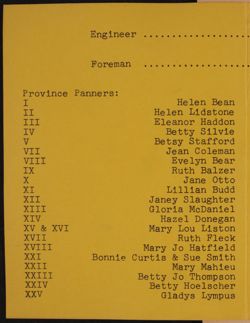 Engineer ..................
Foreman ..................
Province Panners:
I Helen Bean
II Helen Lidstone
III Eleanor Haddon
IV Betty Silvie
V Betsy Stafford
VII Jean Coleman
VIII Evelyn Bear
IX Ruth Balzer
X Jane Otto
XI Lillian Budd
XII Janey Slaughter
XIII Gloria McDaniel
XIV Hazel Donegan
XV & XVI Mary Lou Liston
XVII Ruth Fleck
XVIII Mary Jo Hatfield
XXI Bonnie Curtis & Sue Smith
XXII Mary Mahieu
XXIII Betty Jo Thompson
XXIV Betty Hoelscher
XXV Gladys Lympus